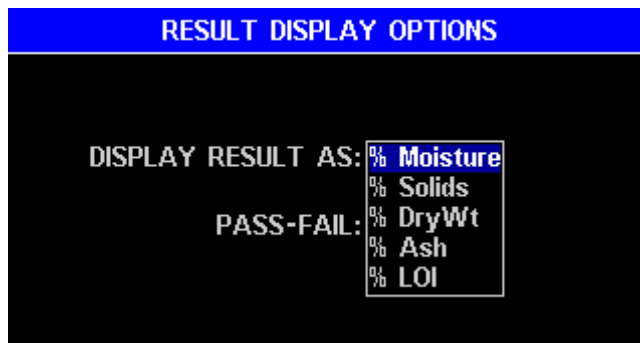 RESULT DISPLAY OPTIONS
DISPLAY RESULT AS: % Moisture
% Solids
PASS-FAIL: % DryWt
% Ash
% LOI